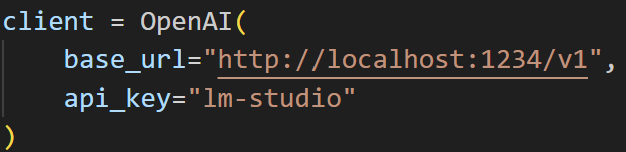 client = OpenAI(
    base_url="http://localhost:1234/v1",
    api_key="lm-studio"
)